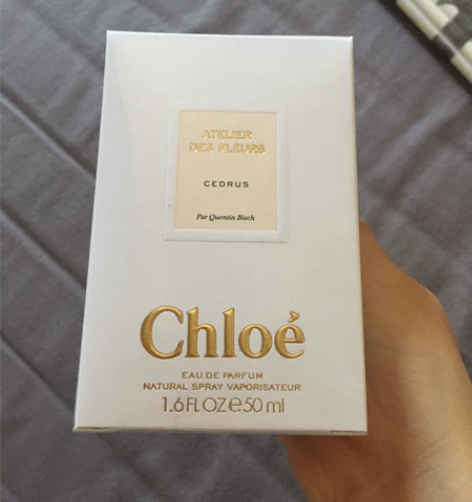 ATELIER
DES FLEURS
CEDRUS
Par Quentin Bisch
Chloé
EAU DE PARFUM
NATURAL SPRAY VAPORISATEUR
1.6 FL OZ e 50 ml